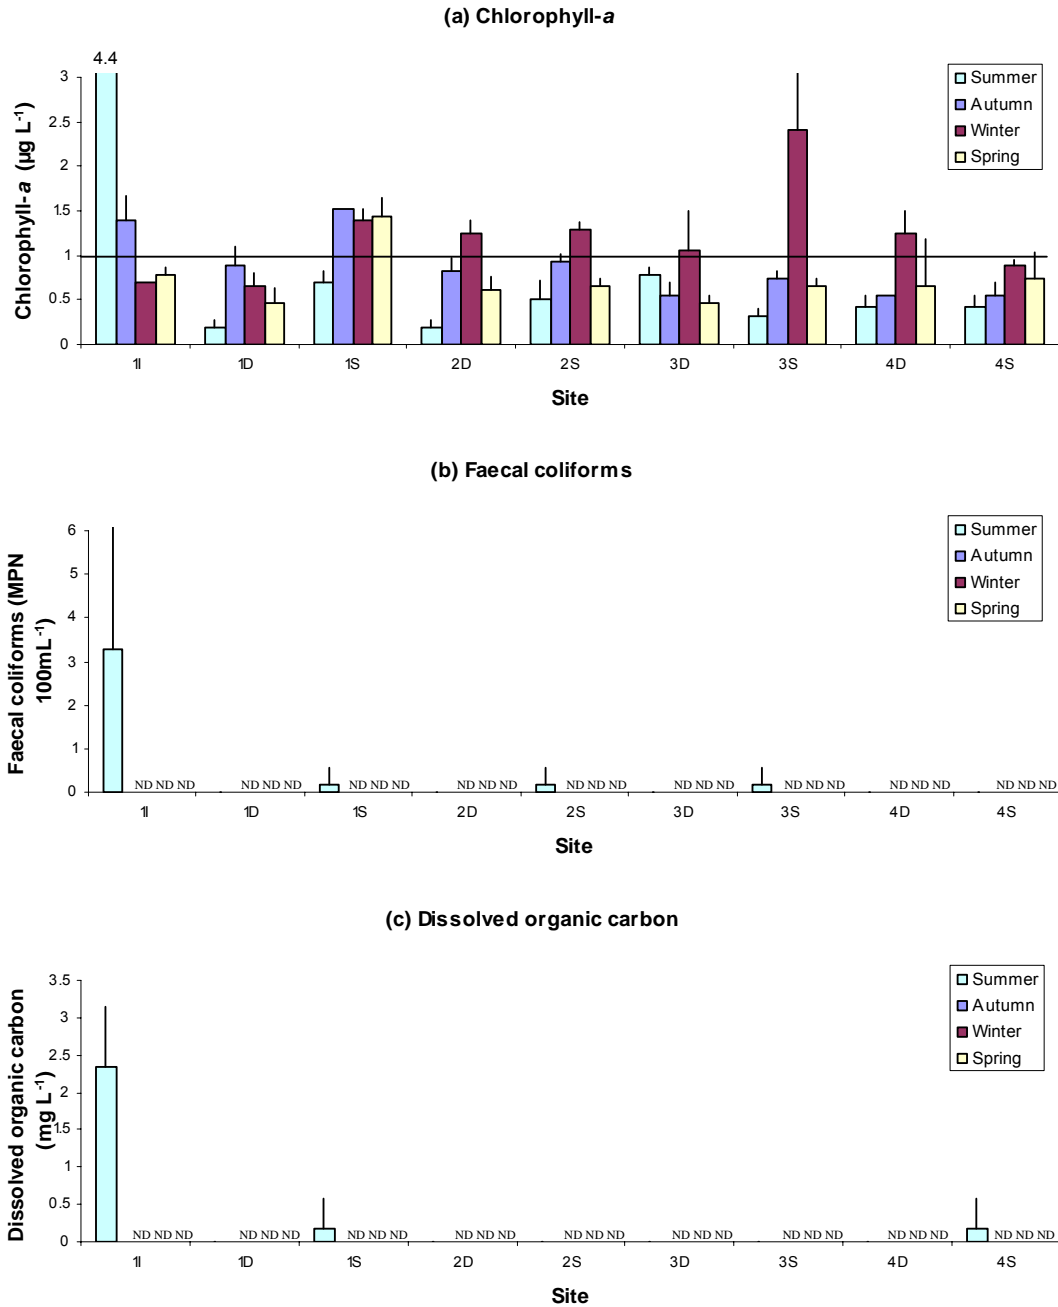 (a) Chlorophyll-a
4.4
Chlorophyll-a (µg L-1)
3
2.5
2
1.5
1
0.5
0
Summer
Autumn
Winter
Spring
1I 1D 1S 2D 2S 3D 3S 4D 4S
Site
(b) Faecal coliforms
Faecal coliforms (MPN
100mL-1)
6
5
4
3
2
1
0
Summer
Autumn
Winter
Spring
ND ND ND ND ND ND ND ND ND ND ND ND ND ND ND ND ND ND ND ND ND ND ND ND ND ND ND
1I 1D 1S 2D 2S 3D 3S 4D 4S
Site
(c) Dissolved organic carbon
Dissolved organic carbon
(mg L-1)
3.5
3
2.5
2
1.5
1
0.5
0
Summer
Autumn
Winter
Spring
ND ND ND ND ND ND ND ND ND ND ND ND ND ND ND ND ND ND ND ND ND ND ND ND ND ND ND
1I 1D 1S 2D 2S 3D 3S 4D 4S
Site